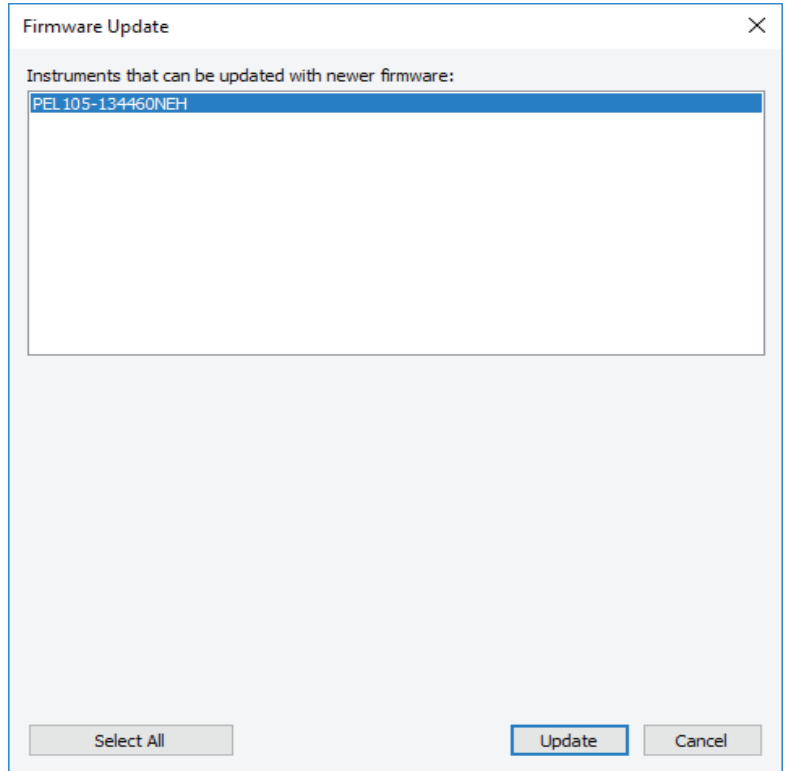 Firmware Update
Instruments that can be updated with newer firmware:
PEL105-134460NEH
Select All
Update
Cancel